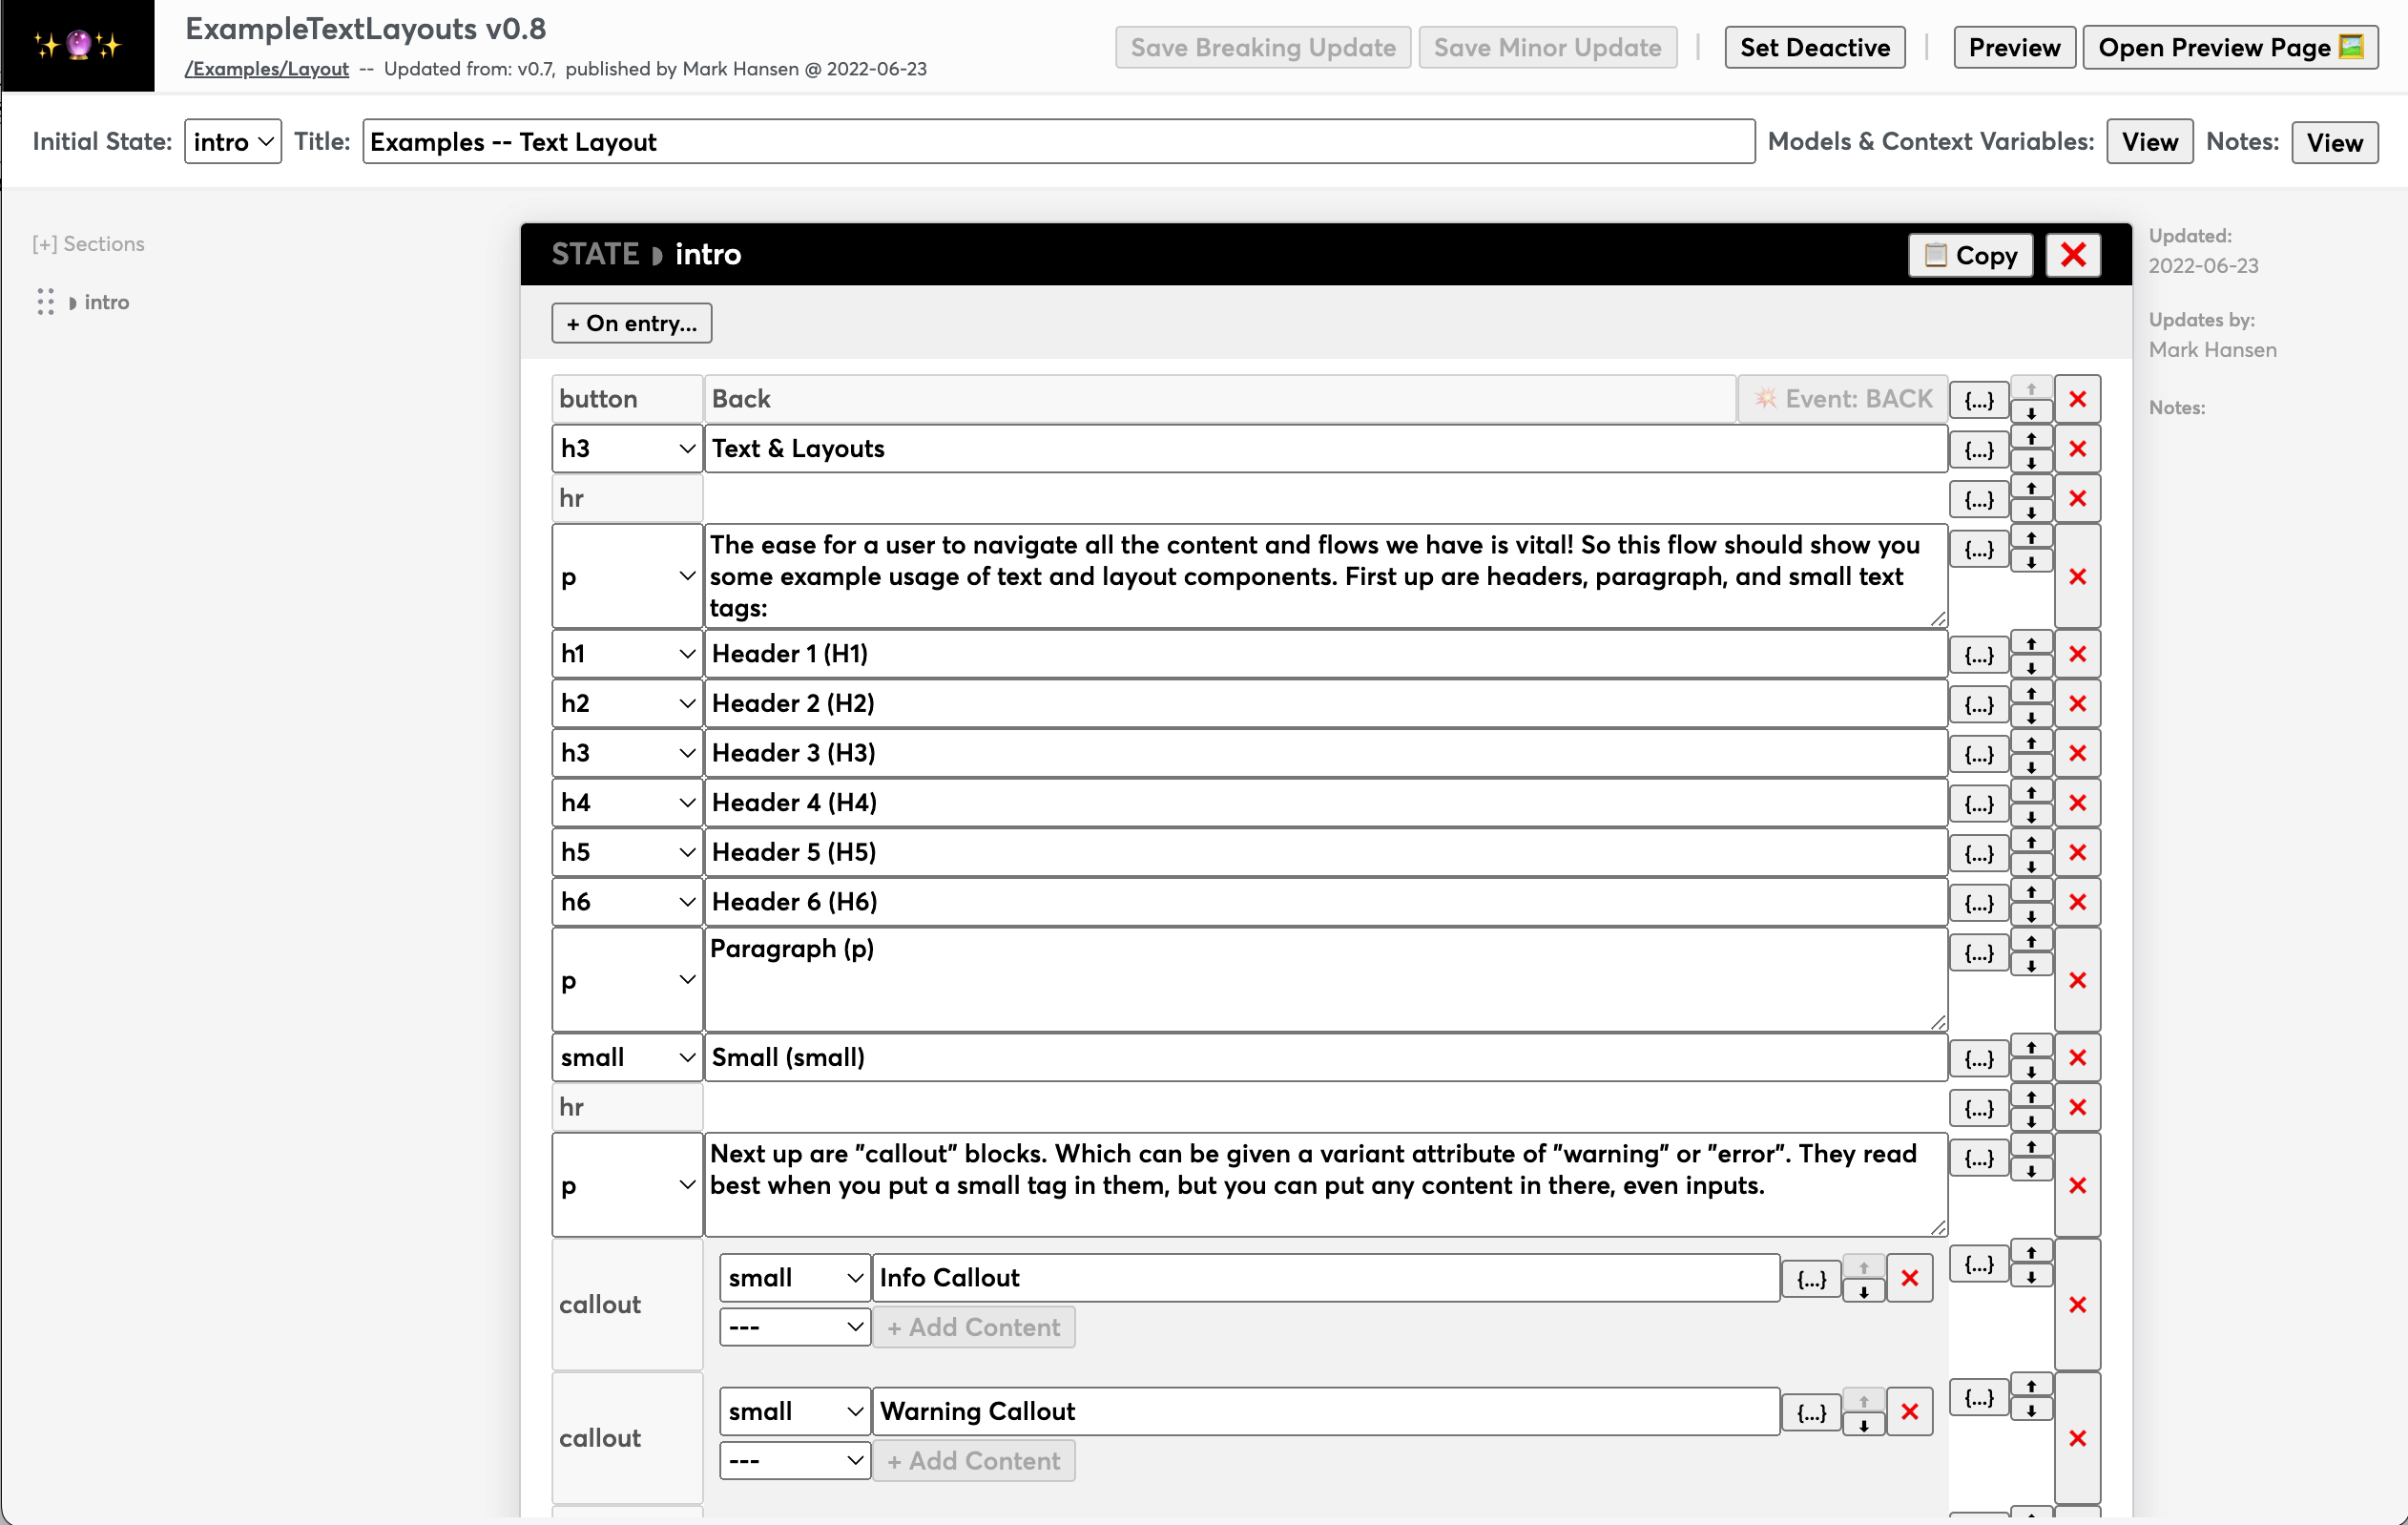 ExampleTextLayouts v0.8
/Examples/Layout -- Updated from: v0.7, published by Mark Hansen @ 2022-06-23
Save Breaking Update Save Minor Update | Set Deactive | Preview Open Preview Page
Initial State: intro Title: Examples -- Text Layout Models & Context Variables: View Notes: View
[+] Sections
intro
STATE intro
Copy
+ On entry...
button Back Event: BACK {...}
h3 Text & Layouts {...}
hr {...}
p The ease for a user to navigate all the content and flows we have is vital! So this flow should show you {...}
some example usage of text and layout components. First up are headers, paragraph, and small text
tags:
h1 Header 1 (H1) {...}
h2 Header 2 (H2) {...}
h3 Header 3 (H3) {...}
h4 Header 4 (H4) {...}
h5 Header 5 (H5) {...}
h6 Header 6 (H6) {...}
p Paragraph (p) {...}
small Small (small) {...}
hr {...}
p Next up are "callout" blocks. Which can be given a variant attribute of "warning" or "error". They read {...}
best when you put a small tag in them, but you can put any content in there, even inputs.
callout small Info Callout {...} {...}
--- + Add Content
callout small Warning Callout {...} {...}
--- + Add Content
Updated:
2022-06-23
Updates by:
Mark Hansen
Notes: